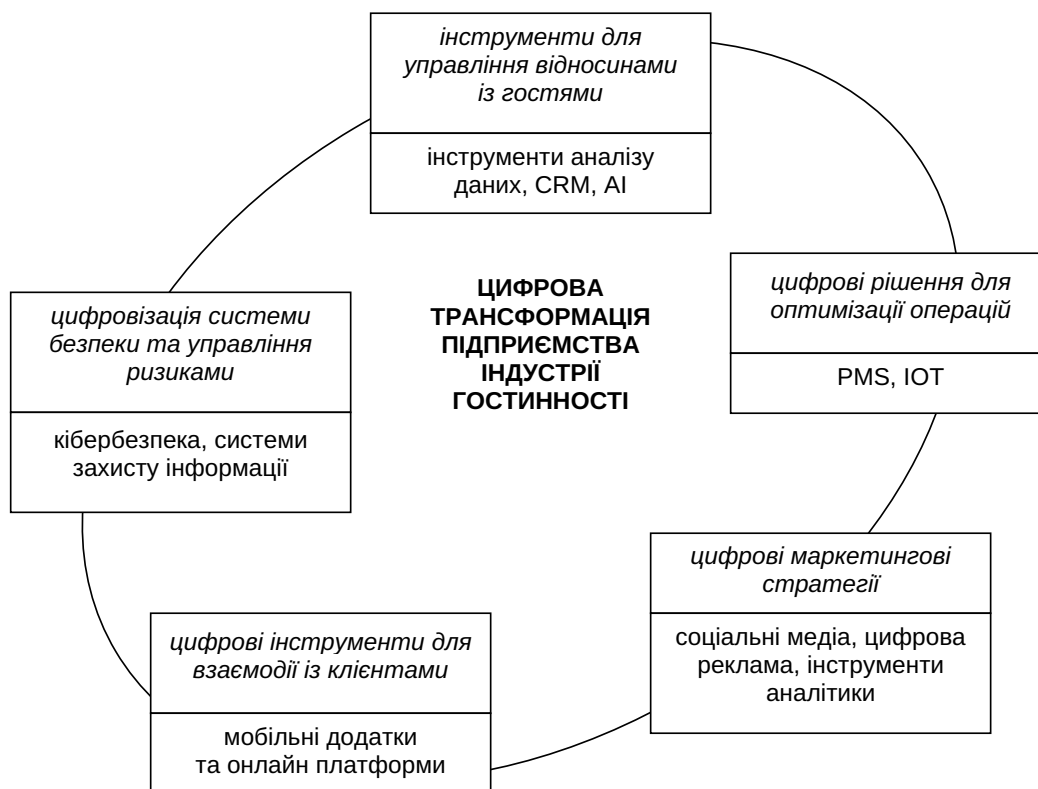 інструменти для
управління відносинами
із гостями
інструменти аналізу
даних, CRM, AI
цифрові рішення для
оптимізації операцій
PMS, IOT
ЦИФРОВА
ТРАНСФОРМАЦІЯ
ПІДПРИЄМСТВА
ІНДУСТРІЇ
ГОСТИННОСТІ
цифровізація системи
безпеки та управління
ризиками
кібербезпека, системи
захисту інформації
цифрові маркетингові
стратегії
соціальні медіа, цифрова
реклама, інструменти
аналітики
цифрові інструменти для
взаємодії із клієнтами
мобільні додатки
та онлайн платформи